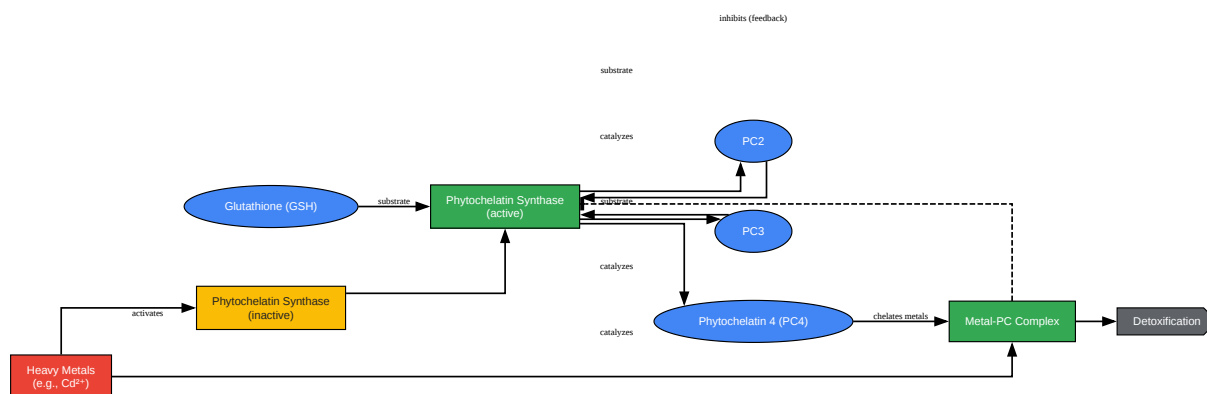 inhibits (feedback)
substrate
catalyzes
PC2
Glutathione (GSH)
substrate
Phytochelatin Synthase
(active)
substrate
PC3
catalyzes
Phytochelatin Synthase
(inactive)
activates
Phytochelatin 4 (PC4)
chelates metals
Metal-PC Complex
Detoxification
catalyzes
Heavy Metals
(e.g., Cd²⁺)